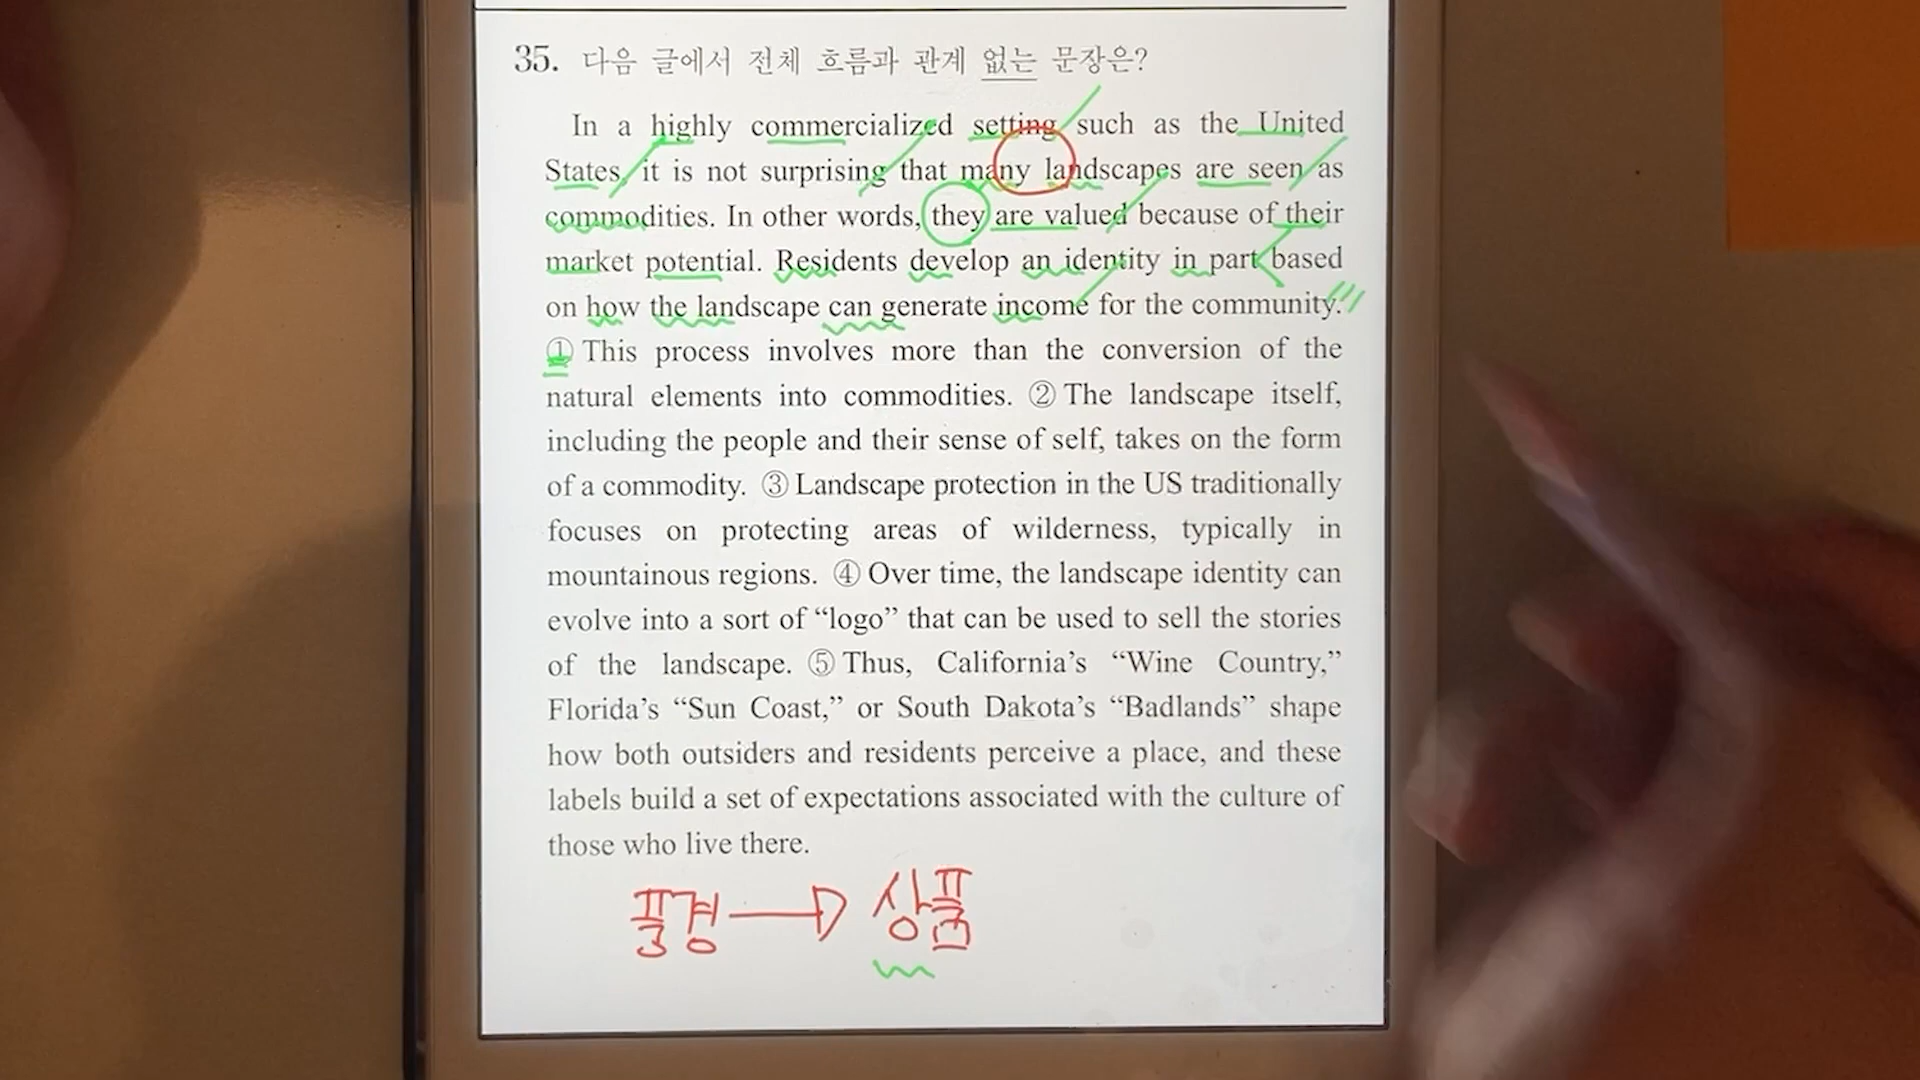 35. 다음 글에서 전체 흐름과 관계 없는 문장은?
In a highly commercialized setting such as the United
States, it is not surprising that many landscapes are seen as
commodities. In other words, they are valued because of their
market potential. Residents develop an identity in part based
on how the landscape can generate income for the community.
① This process involves more than the conversion of the
natural elements into commodities. ② The landscape itself,
including the people and their sense of self, takes on the form
of a commodity. ③ Landscape protection in the US traditionally
focuses on protecting areas of wilderness, typically in
mountainous regions. ④ Over time, the landscape identity can
evolve into a sort of “logo” that can be used to sell the stories
of the landscape. ⑤ Thus, California’s “Wine Country,”
Florida’s “Sun Coast,” or South Dakota’s “Badlands” shape
how both outsiders and residents perceive a place, and these
labels build a set of expectations associated with the culture of
those who live there.
풍경 → 상품